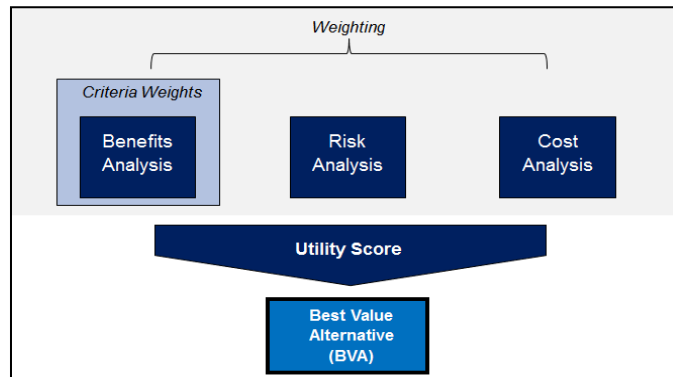 Weighting
Criteria Weights
Benefits
Analysis
Risk
Analysis
Cost
Analysis
Utility Score
Best Value
Alternative
(BVA)